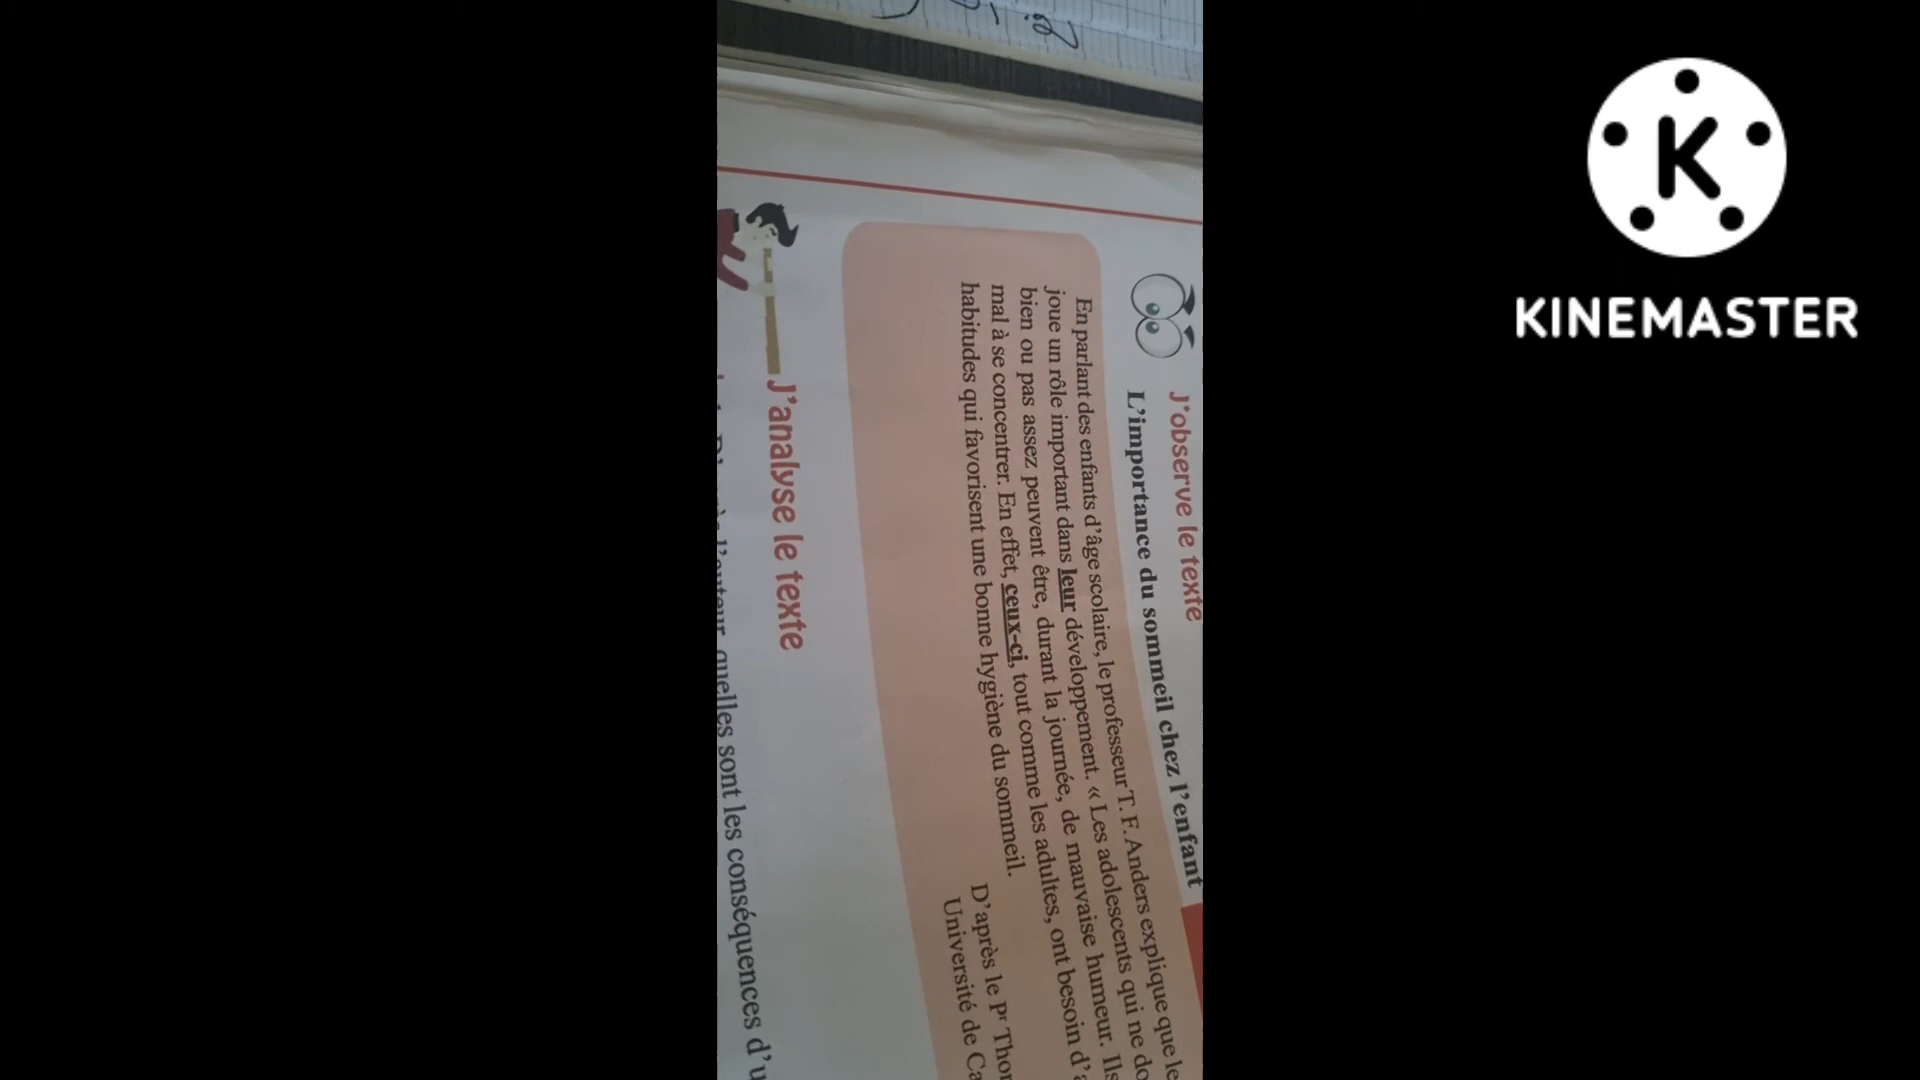 KINEMASTER
J'observe le texte
L'importance du sommeil chez l'enfant
En parlant des enfants d'âge scolaire, le professeur T. F. Anders explique que le
joue un rôle important dans leur développement. « Les adolescents qui ne
bien ou pas assez peuvent être, durant la journée, de mauvaise humeur. Ils
mal à se concentrer. En effet, ceux-ci, tout comme les adultes, ont besoin
habitudes qui favorisent une bonne hygiène du sommeil.
D'après le Pr
Université de
J'analyse le texte
quelles sont les conséquences